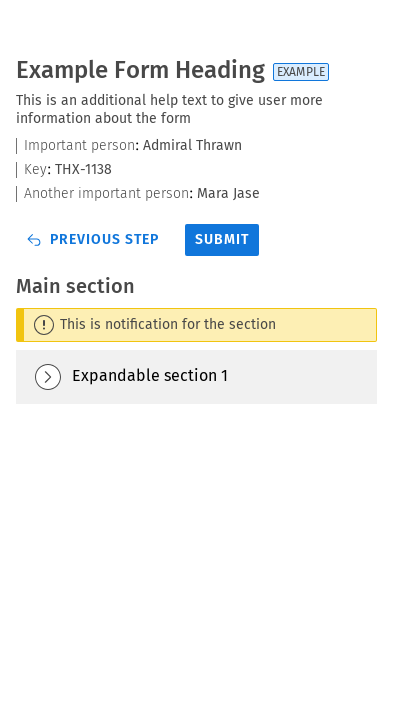 Example Form Heading EXAMPLE
This is an additional help text to give user more
information about the form
Important person: Admiral Thrawn
Key: THX-1138
Another important person: Mara Jase
PREVIOUS STEP SUBMIT
Main section
This is notification for the section
Expandable section 1